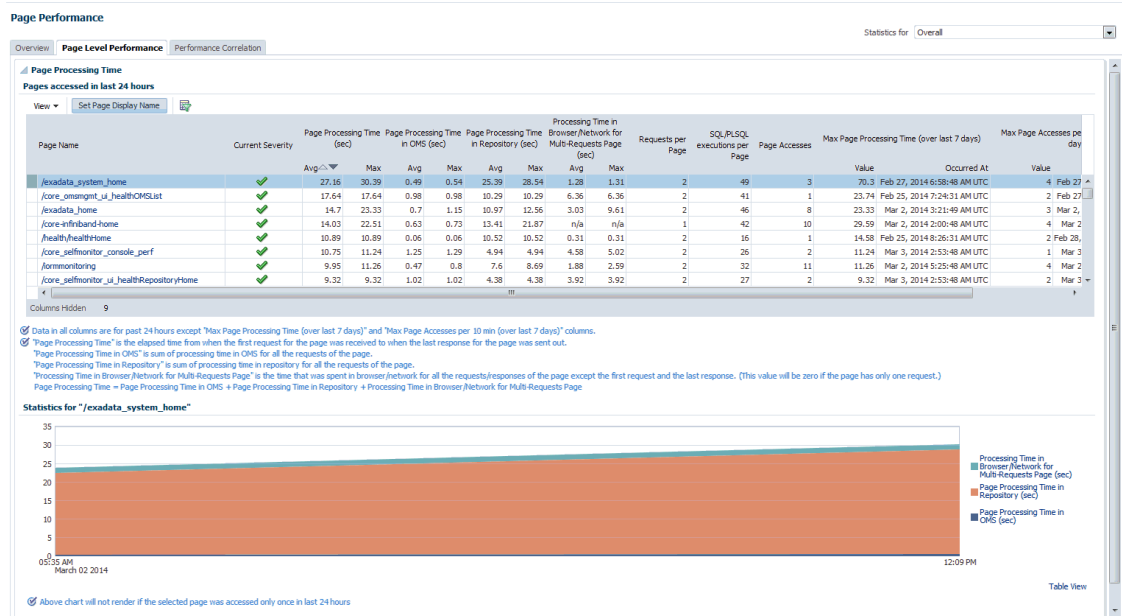 Page Performance
Statistics for Overall
Overview Page Level Performance Performance Correlation
Page Processing Time
Pages accessed in last 24 hours
View Set Page Display Name
Page Name Current Severity Page Processing Time (sec) Page Processing Time in OMS (sec) Page Processing Time in Repository (sec) Processing Time in Browser/Network for Multi-Requests Page (sec) Requests per Page SQL/PLSQL executions per Page Page Accesses Max Page Processing Time (over last 7 days) Max Page Accesses pe day
Avg Max Avg Max Avg Max Avg Max Value Occurred At Value
/exadata_system_home 27.16 30.39 0.49 0.54 25.39 28.54 1.28 1.31 2 49 3 70.3 Feb 27, 2014 6:58:48 AM UTC 4 Feb 27
/core_omsmgmt_ui_healthOMSList 17.64 17.64 0.98 0.98 10.29 10.29 6.36 6.36 2 41 1 23.74 Feb 25, 2014 7:24:31 AM UTC 2 Feb 27
/exadata_home 14.7 23.33 0.7 1.15 10.97 12.56 3.03 9.61 2 46 8 23.33 Mar 2, 2014 3:21:49 AM UTC 3 Mar 2,
/core-infiniband-home 14.03 22.51 0.63 0.73 13.41 21.87 n/a n/a 1 42 10 29.59 Mar 2, 2014 2:00:48 AM UTC 4 Mar 2
/health/healthHome 10.89 10.89 0.06 0.06 10.52 10.52 0.31 0.31 2 16 1 14.58 Feb 25, 2014 8:26:31 AM UTC 2 Feb 28,
/core_selfmonitor_console_perf 10.75 11.24 1.25 1.29 4.94 4.94 4.58 5.02 2 26 2 11.24 Mar 3, 2014 2:53:48 AM UTC 1 Mar 3
/iormmonitoring 9.95 11.26 0.47 0.8 7.6 8.69 1.88 2.59 2 32 11 11.26 Mar 2, 2014 5:25:48 AM UTC 4 Mar 2
/core_selfmonitor_ui_healthRepositoryHome 9.32 9.32 1.02 1.02 4.38 4.38 3.92 3.92 2 27 2 9.32 Mar 3, 2014 2:53:48 AM UTC 2 Mar 3
Columns Hidden 9
Data in all columns are for past 24 hours except "Max Page Processing Time (over last 7 days)" and "Max Page Accesses per 10 min (over last 7 days)" columns.
"Page Processing Time" is the elapsed time from when the first request for the page was received to when the last response for the page was sent out.
"Page Processing Time in OMS" is sum of processing time in OMS for all the requests of the page.
"Page Processing Time in Repository" is sum of processing time in repository for all the requests of the page.
"Processing Time in Browser/Network for Multi-Requests Page" is the time that was spent in browser/network for all the requests/responses of the page except the first request and the last response. (This value will be zero if the page has only one request.)
Page Processing Time = Page Processing Time in OMS + Page Processing Time in Repository + Processing Time in Browser/Network for Multi-Requests Page
Statistics for "/exadata_system_home"
35
30
25
20
15
10
5
0
05:35 AM
March 02 2014
12:09 PM
Processing Time in
Browser/Network for
Multi-Requests Page (sec)
Page Processing Time in
Repository (sec)
Page Processing Time in
OMS (sec)
Table View
Above chart will not render if the selected page was accessed only once in last 24 hours